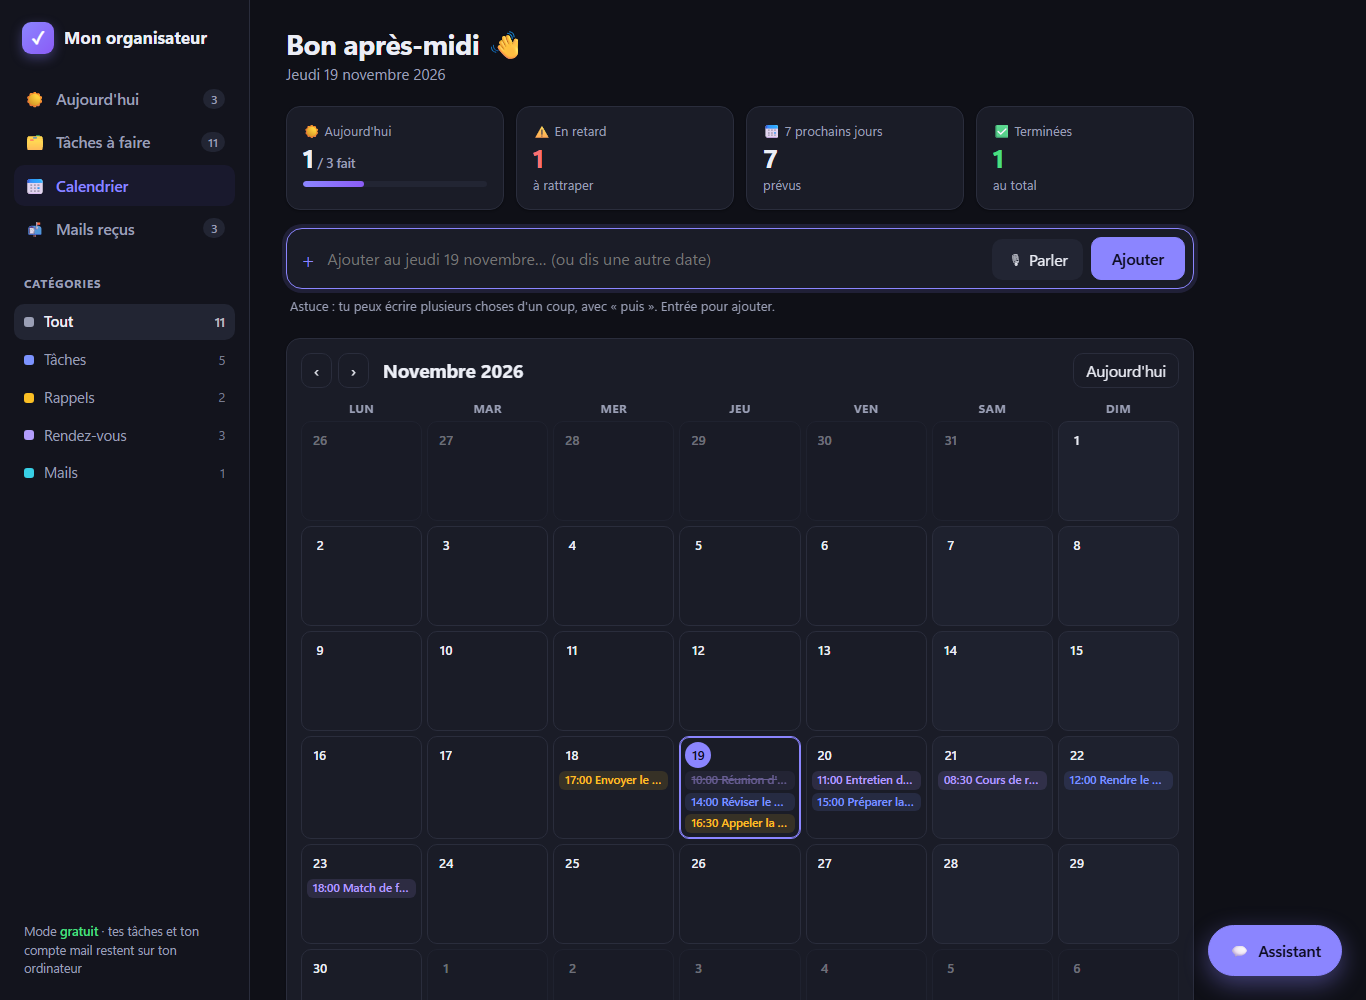 Mon organisateur
Aujourd'hui 3
Tâches à faire 11
Calendrier
Mails reçus 3
CATÉGORIES
Tout 11
Tâches 5
Rappels 2
Rendez-vous 3
Mails 1
Mode gratuit · tes tâches et ton
compte mail restent sur ton
ordinateur
Bon après-midi
Jeudi 19 novembre 2026
Aujourd'hui
1 / 3 fait
En retard
1
à rattraper
7 prochains jours
7
prévus
Terminées
1
au total
+ Ajouter au jeudi 19 novembre... (ou dis une autre date)
Parler
Ajouter
Astuce : tu peux écrire plusieurs choses d'un coup, avec « puis ». Entrée pour ajouter.
‹ › Novembre 2026 Aujourd'hui
LUN MAR MER JEU VEN SAM DIM
26 27 28 29 30 31 1
2 3 4 5 6 7 8
9 10 11 12 13 14 15
16 17 18 19 20 21 22
17:00 Envoyer le ...
10:00 Réunion d'...
14:00 Réviser le ...
16:30 Appeler la ...
11:00 Entretien d...
15:00 Préparer la...
08:30 Cours de r...
12:00 Rendre le ...
23 24 25 26 27 28 29
18:00 Match de f...
30 1 2 3 4 5 6
Assistant